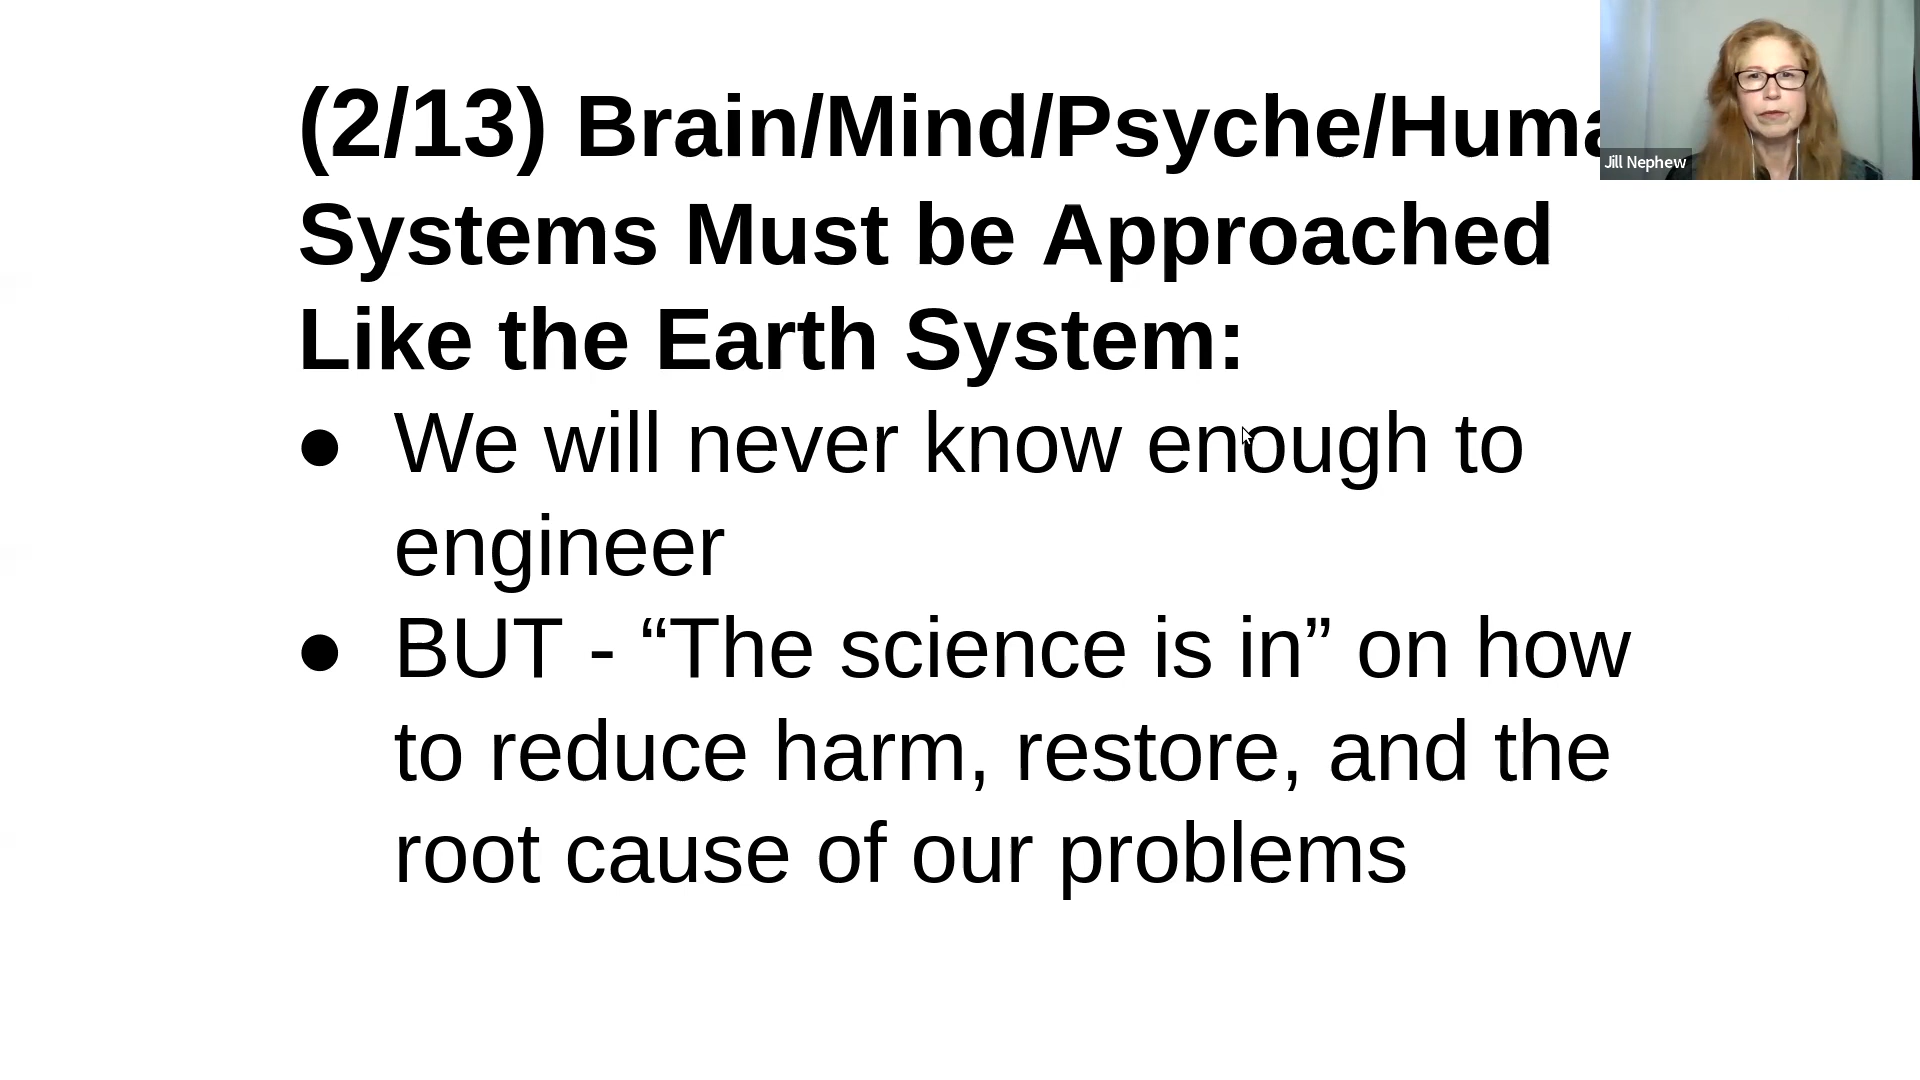 (2/13) Brain/Mind/Psyche/Huma
Systems Must be Approached
Like the Earth System:
● We will never know enough to
engineer
● BUT - “The science is in” on how
to reduce harm, restore, and the
root cause of our problems
Jill Nephew